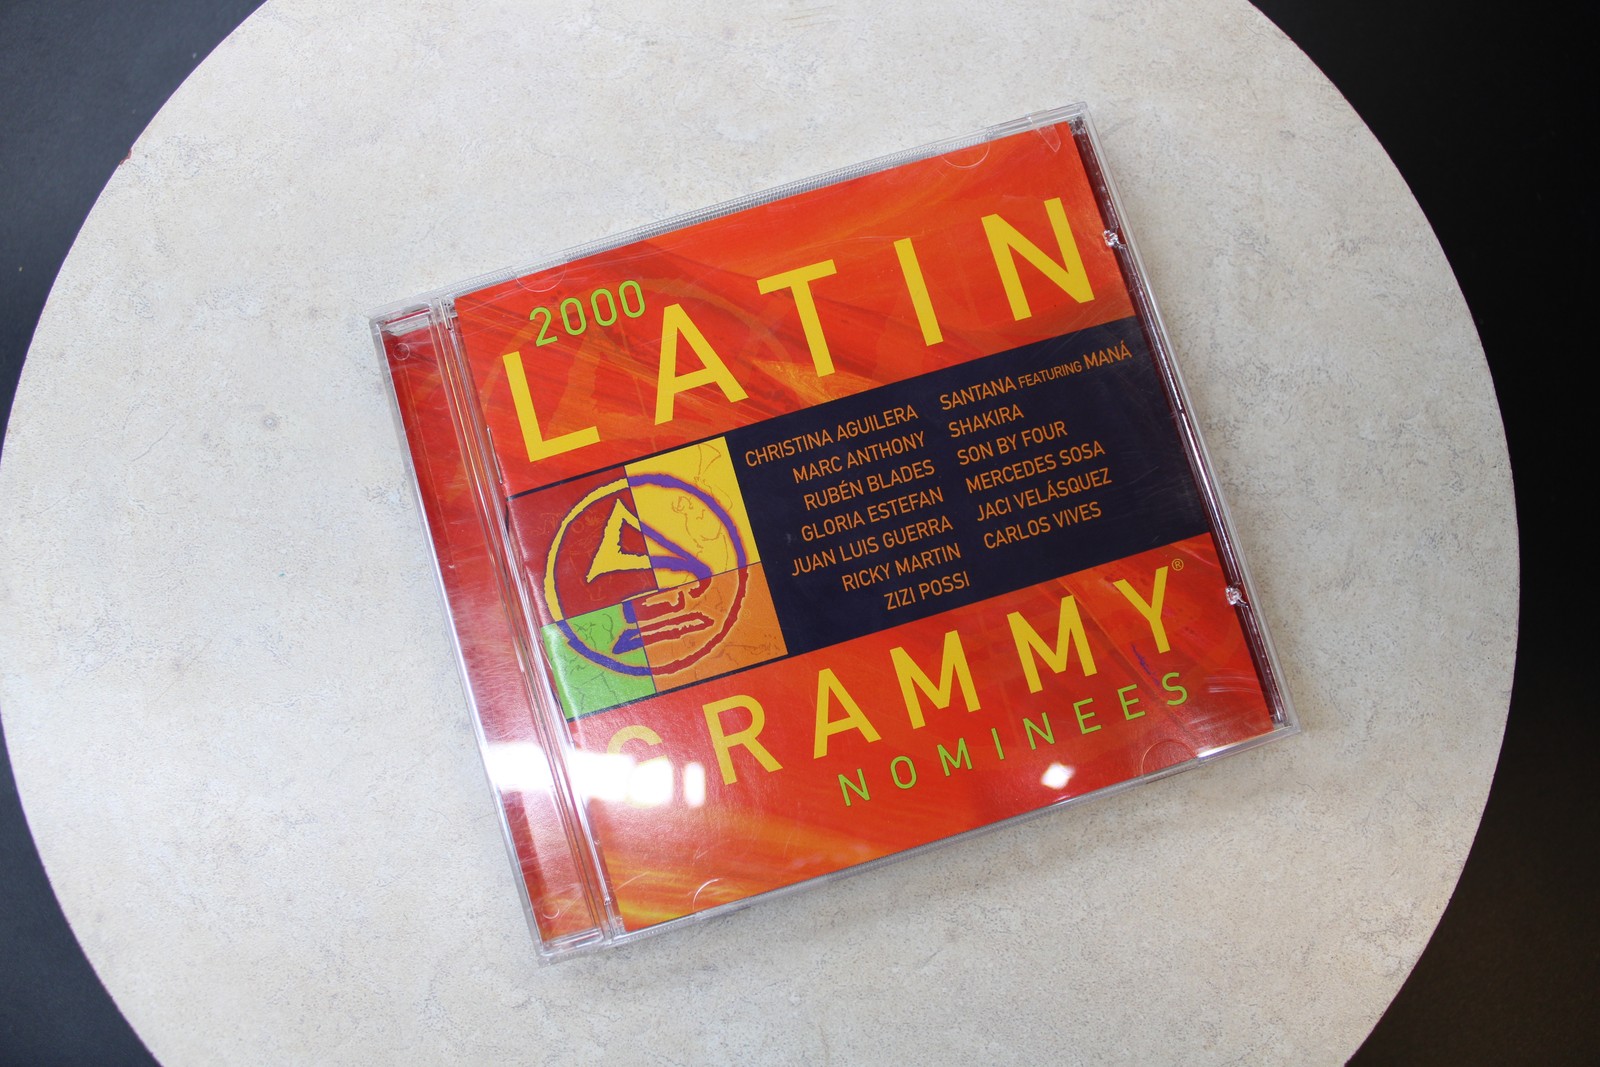 2000
LATIN
CHRISTINA AGUILERA
MARC ANTHONY
RUBÉN BLADES
GLORIA ESTEFAN
JUAN LUIS GUERRA
RICKY MARTIN
ZIZI POSSI
SANTANA FEATURING MANÁ
SHAKIRA
SON BY FOUR
MERCEDES SOSA
JACI VELÁSQUEZ
CARLOS VIVES
GRAMMY®
NOMINEES